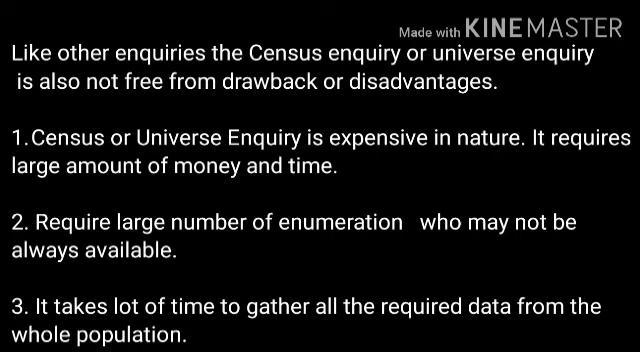 Made with KINEMASTER
Like other enquiries the Census enquiry or universe enquiry
is also not free from drawback or disadvantages.
1.Census or Universe Enquiry is expensive in nature. It requires
large amount of money and time.
2. Require large number of enumeration who may not be
always available.
3. It takes lot of time to gather all the required data from the
whole population.